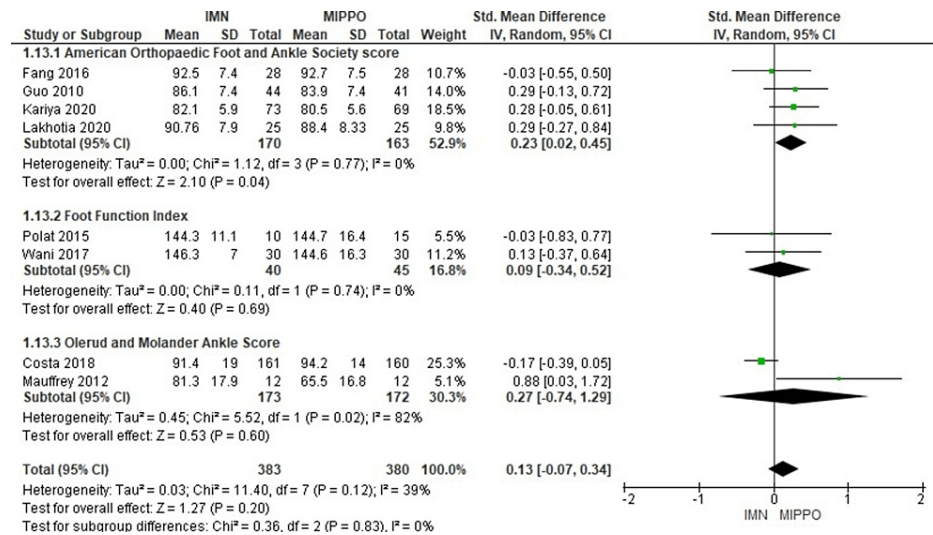 IMN MIPPO Std. Mean Difference Std. Mean Difference
Study or Subgroup Mean SD Total Mean SD Total Weight IV, Random, 95% CI IV, Random, 95% CI
1.13.1 American Orthopaedic Foot and Ankle Society score
Fang 2016 92.5 7.4 28 92.7 7.5 28 10.7% -0.03 [-0.55, 0.50]
Guo 2010 86.1 7.4 44 83.9 7.4 41 14.0% 0.29 [-0.13, 0.72]
Kariya 2020 82.1 5.9 73 80.5 5.6 69 18.5% 0.28 [-0.05, 0.61]
Lakhotia 2020 90.76 7.9 25 88.4 8.33 25 9.8% 0.29 [-0.27, 0.84]
Subtotal (95% CI) 170 163 52.9% 0.23 [0.02, 0.45]
Heterogeneity: Tau² = 0.00; Chi² = 1.12, df = 3 (P = 0.77); I² = 0%
Test for overall effect: Z = 2.10 (P = 0.04)
1.13.2 Foot Function Index
Polat 2015 144.3 11.1 10 144.7 16.4 15 5.5% -0.03 [-0.83, 0.77]
Wani 2017 146.3 7 30 144.6 16.3 30 11.2% 0.13 [-0.37, 0.64]
Subtotal (95% CI) 40 45 16.8% 0.09 [-0.34, 0.52]
Heterogeneity: Tau² = 0.00; Chi² = 0.11, df = 1 (P = 0.74); I² = 0%
Test for overall effect: Z = 0.40 (P = 0.69)
1.13.3 Olerud and Molander Ankle Score
Costa 2018 91.4 19 161 94.2 14 160 25.3% -0.17 [-0.39, 0.05]
Mauffrey 2012 81.3 17.9 12 65.5 16.8 12 5.1% 0.88 [0.03, 1.72]
Subtotal (95% CI) 173 172 30.3% 0.27 [-0.74, 1.29]
Heterogeneity: Tau² = 0.45; Chi² = 5.52, df = 1 (P = 0.02); I² = 82%
Test for overall effect: Z = 0.53 (P = 0.60)
Total (95% CI) 383 380 100.0% 0.13 [-0.07, 0.34]
Heterogeneity: Tau² = 0.03; Chi² = 11.40, df = 7 (P = 0.12); I² = 39%
Test for overall effect: Z = 1.27 (P = 0.20)
Test for subgroup differences: Chi² = 0.36, df = 2 (P = 0.83), I² = 0%
-2 -1 0 1 2
IMN MIPPO